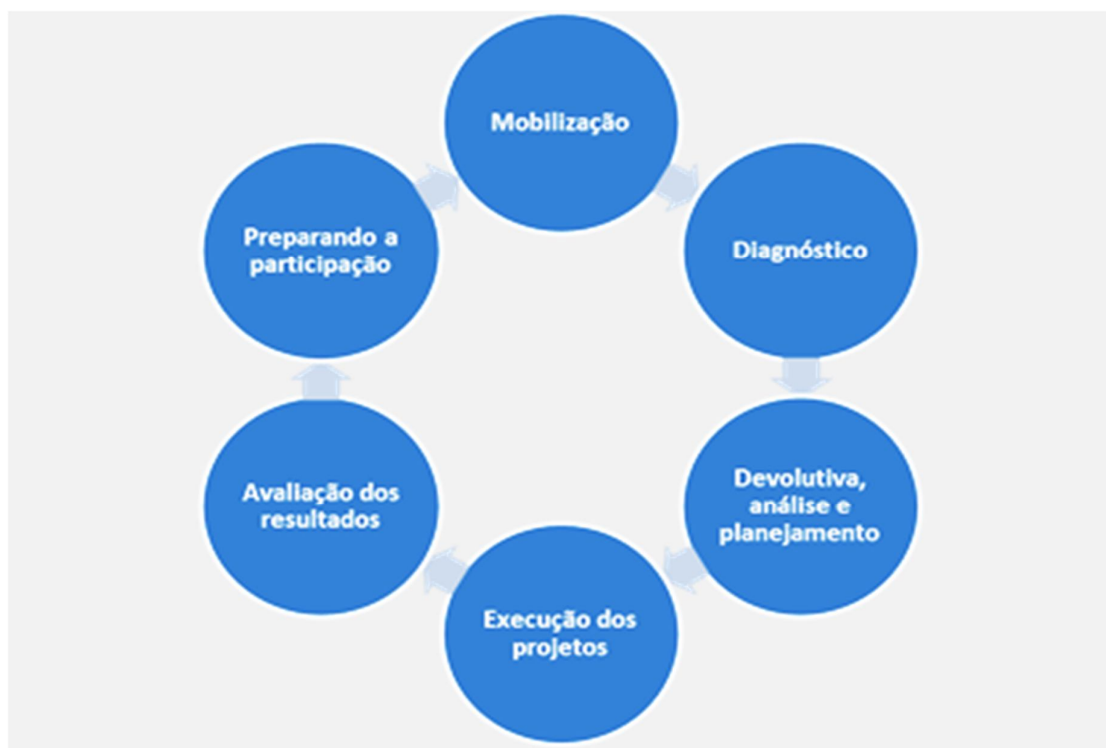 Mobilização
Diagnóstico
Devolutiva,
análise e
planejamento
Execução dos
projetos
Avaliação dos
resultados
Preparando a
participação